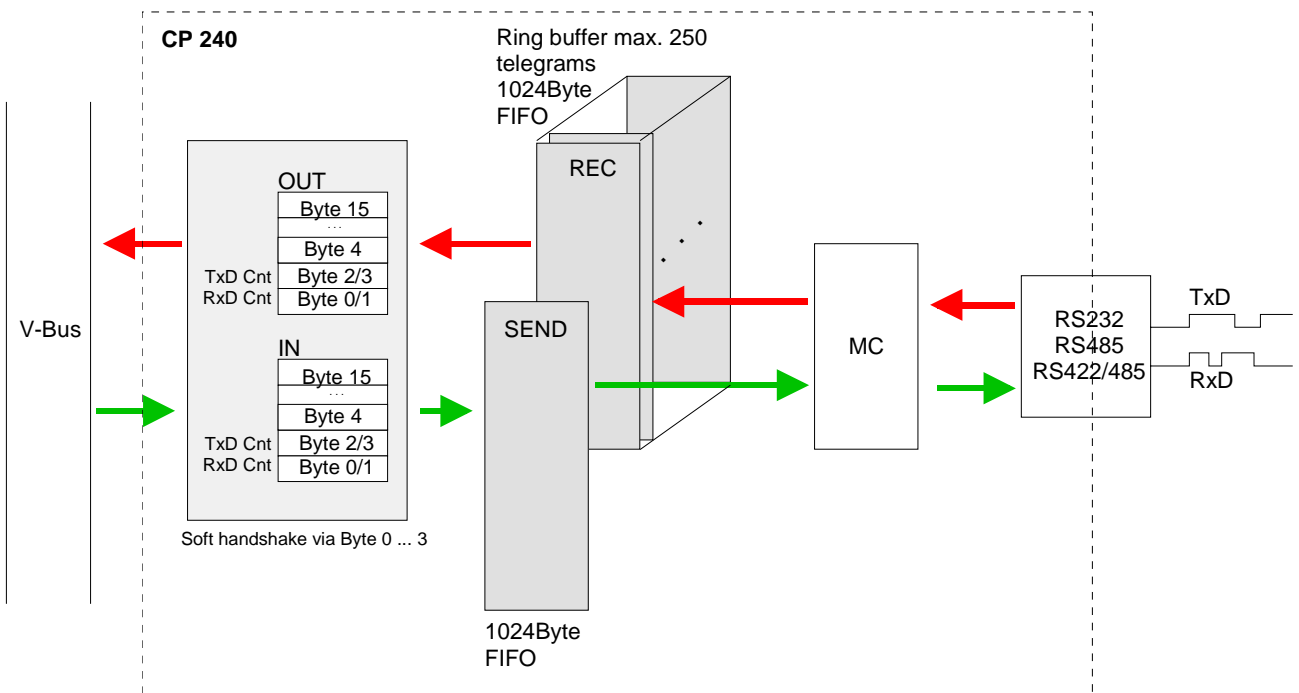 CP 240
Ring buffer max. 250
telegrams
1024Byte
FIFO
REC
OUT
Byte 15
...
Byte 4
TxD Cnt Byte 2/3
RxD Cnt Byte 0/1
V-Bus
SEND
MC
RS232
RS485
RS422/485
TxD
RxD
IN
Byte 15
...
Byte 4
TxD Cnt Byte 2/3
RxD Cnt Byte 0/1
Soft handshake via Byte 0 ... 3
1024Byte
FIFO